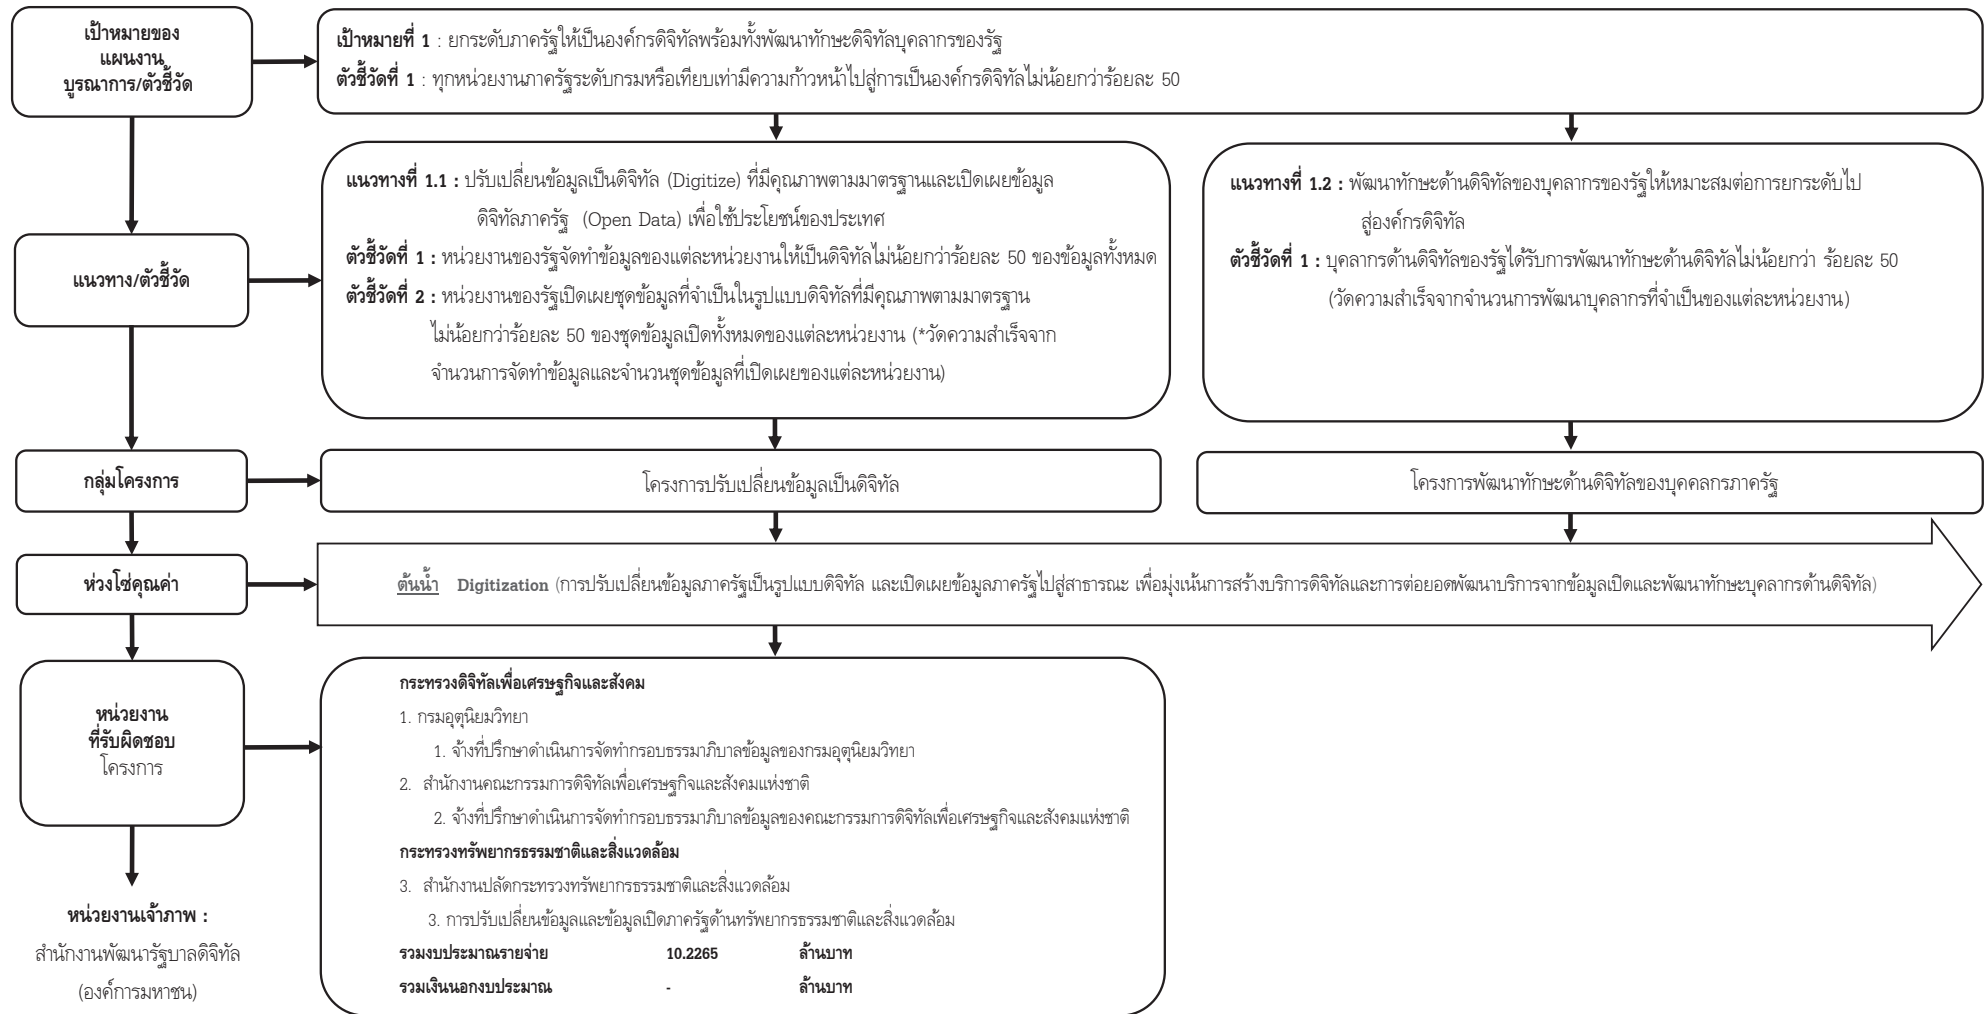 เป้าหมายของ
แผนงาน
บูรณาการ/ตัวชี้วัด
เป้าหมายที่ 1 : ยกระดับภาครัฐให้เป็นองค์กรดิจิทัลพร้อมทั้งพัฒนาทักษะดิจิทัลบุคลากรของรัฐ
ตัวชี้วัดที่ 1 : ทุกหน่วยงานภาครัฐระดับกรมหรือเทียบเท่ามีความก้าวหน้าไปสู่การเป็นองค์กรดิจิทัลไม่น้อยกว่าร้อยละ 50
แนวทาง/ตัวชี้วัด
แนวทางที่ 1.1 : ปรับเปลี่ยนข้อมูลเป็นดิจิทัล (Digitize) ที่มีคุณภาพตามมาตรฐานและเปิดเผยข้อมูล
ดิจิทัลภาครัฐ (Open Data) เพื่อใช้ประโยชน์ของประเทศ
ตัวชี้วัดที่ 1 : หน่วยงานของรัฐจัดทำข้อมูลของแต่ละหน่วยงานให้เป็นดิจิทัลไม่น้อยกว่าร้อยละ 50 ของข้อมูลทั้งหมด
ตัวชี้วัดที่ 2 : หน่วยงานของรัฐเปิดเผยชุดข้อมูลที่จำเป็นในรูปแบบดิจิทัลที่มีคุณภาพตามมาตรฐาน
ไม่น้อยกว่าร้อยละ 50 ของชุดข้อมูลเปิดทั้งหมดของแต่ละหน่วยงาน (*วัดความสำเร็จจาก
จำนวนการจัดทำข้อมูลและจำนวนชุดข้อมูลที่เปิดเผยของแต่ละหน่วยงาน)
แนวทางที่ 1.2 : พัฒนาทักษะด้านดิจิทัลของบุคลากรของรัฐให้เหมาะสมต่อการยกระดับไป
สู่องค์กรดิจิทัล
ตัวชี้วัดที่ 1 : บุคลากรด้านดิจิทัลของรัฐได้รับการพัฒนาทักษะด้านดิจิทัลไม่น้อยกว่า ร้อยละ 50
(วัดความสำเร็จจากจำนวนการพัฒนาบุคลากรที่จำเป็นของแต่ละหน่วยงาน)
กลุ่มโครงการ
โครงการปรับเปลี่ยนข้อมูลเป็นดิจิทัล
โครงการพัฒนาทักษะด้านดิจิทัลของบุคคลกรภาครัฐ
ห่วงโซ่คุณค่า
ต้นน้ำ Digitization (การปรับเปลี่ยนข้อมูลภาครัฐเป็นรูปแบบดิจิทัล และเปิดเผยข้อมูลภาครัฐไปสู่สาธารณะ เพื่อมุ่งเน้นการสร้างบริการดิจิทัลและการต่อยอดพัฒนาบริการจากข้อมูลเปิดและพัฒนาทักษะบุคลากรด้านดิจิทัล)
หน่วยงาน
ที่รับผิดชอบ
โครงการ
กระทรวงดิจิทัลเพื่อเศรษฐกิจและสังคม
1. กรมอุตุนิยมวิทยา
1. จ้างที่ปรึกษาดำเนินการจัดทำกรอบธรรมาภิบาลข้อมูลของกรมอุตุนิยมวิทยา
2. สำนักงานคณะกรรมการดิจิทัลเพื่อเศรษฐกิจและสังคมแห่งชาติ
2. จ้างที่ปรึกษาดำเนินการจัดทำกรอบธรรมาภิบาลข้อมูลของคณะกรรมการดิจิทัลเพื่อเศรษฐกิจและสังคมแห่งชาติ
กระทรวงทรัพยากรธรรมชาติและสิ่งแวดล้อม
3. สำนักงานปลัดกระทรวงทรัพยากรธรรมชาติและสิ่งแวดล้อม
3. การปรับเปลี่ยนข้อมูลและข้อมูลเปิดภาครัฐด้านทรัพยากรธรรมชาติและสิ่งแวดล้อม
รวมงบประมาณรายจ่าย 10.2265 ล้านบาท
รวมเงินนอกงบประมาณ - ล้านบาท
หน่วยงานเจ้าภาพ :
สำนักงานพัฒนารัฐบาลดิจิทัล
(องค์การมหาชน)